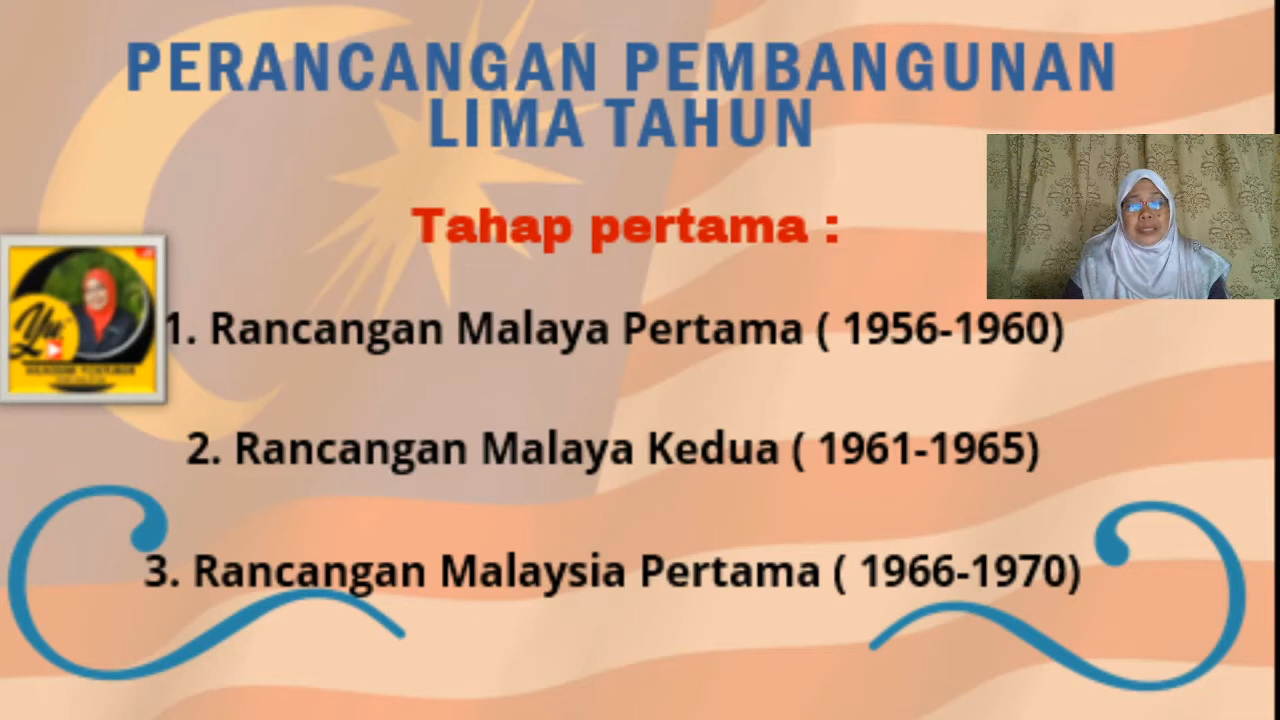 PERANCANGAN PEMBANGUNAN
LIMA TAHUN
Tahap pertama :
1. Rancangan Malaya Pertama ( 1956-1960)
2. Rancangan Malaya Kedua ( 1961-1965)
3. Rancangan Malaysia Pertama ( 1966-1970)